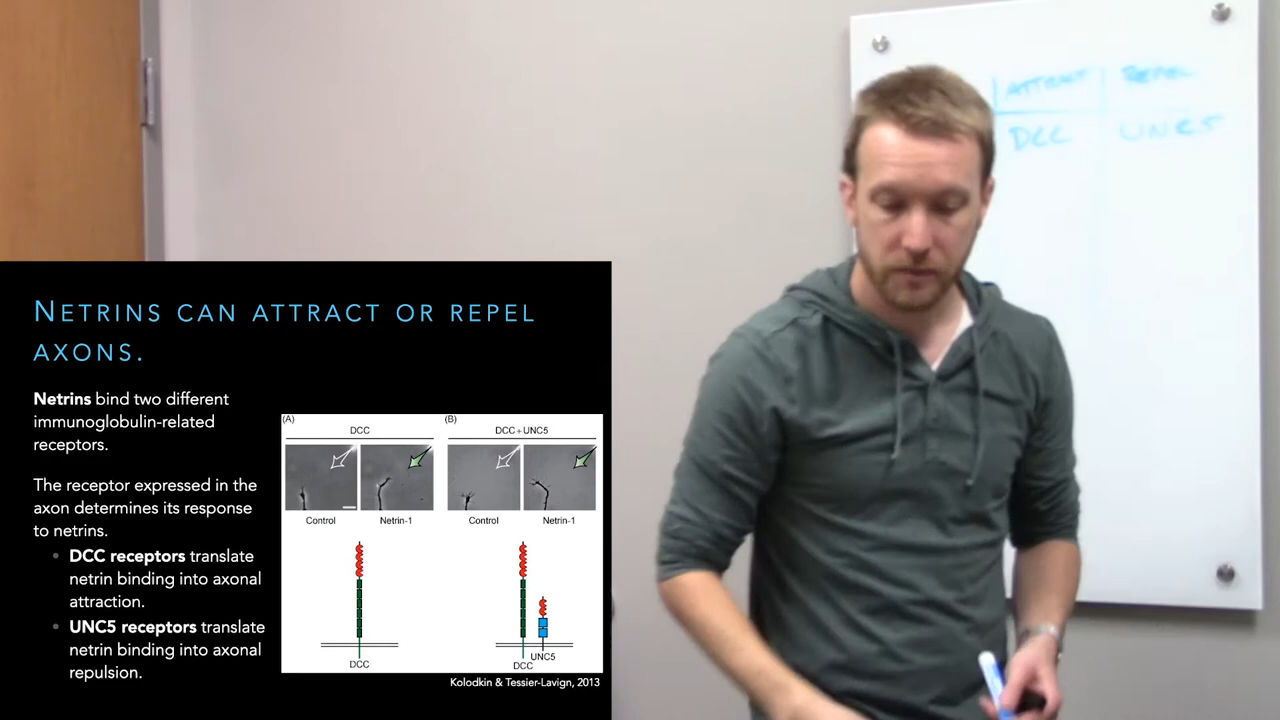 ATTRACT REPEL
DCC UNC5
NETRINS CAN ATTRACT OR REPEL
AXONS.
Netrins bind two different
immunoglobulin-related
receptors.
The receptor expressed in the
axon determines its response
to netrins.
• DCC receptors translate
netrin binding into axonal
attraction.
• UNC5 receptors translate
netrin binding into axonal
repulsion.
(A) (B)
DCC DCC+UNC5
Control Netrin-1 Control Netrin-1
DCC DCC UNC5
Kolodkin & Tessier-Lavign, 2013